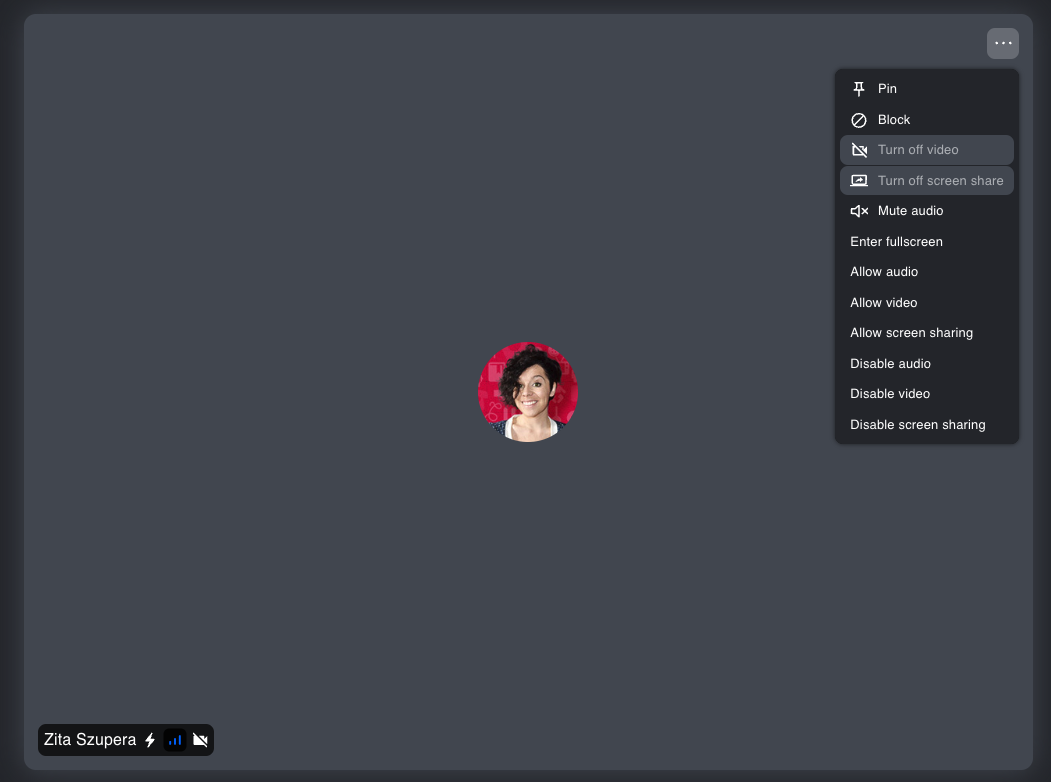 Pin
Block
Turn off video
Turn off screen share
Mute audio
Enter fullscreen
Allow audio
Allow video
Allow screen sharing
Disable audio
Disable video
Disable screen sharing
Zita Szupera